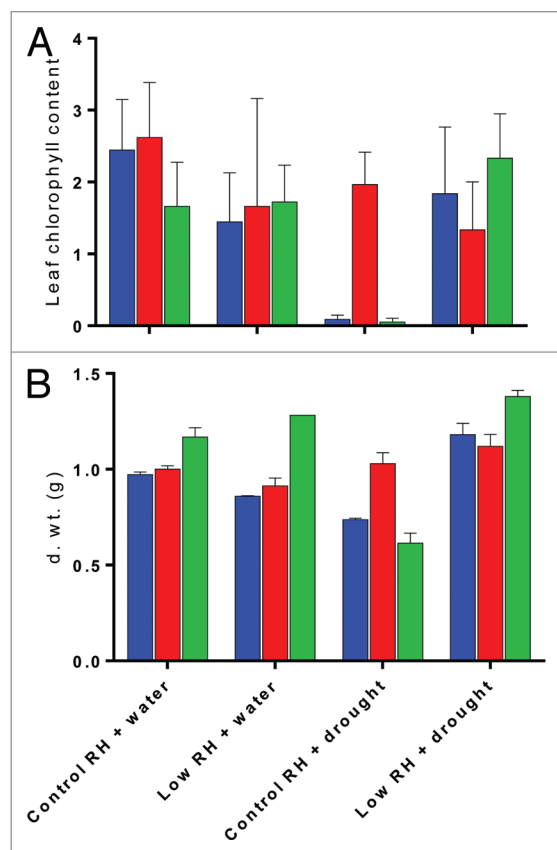 A
Leaf chlorophyll content
4
3
2
1
0
B
d. wt. (g)
1.5
1.0
0.5
0.0
Control RH + water
Low RH + water
Control RH + drought
Low RH + drought